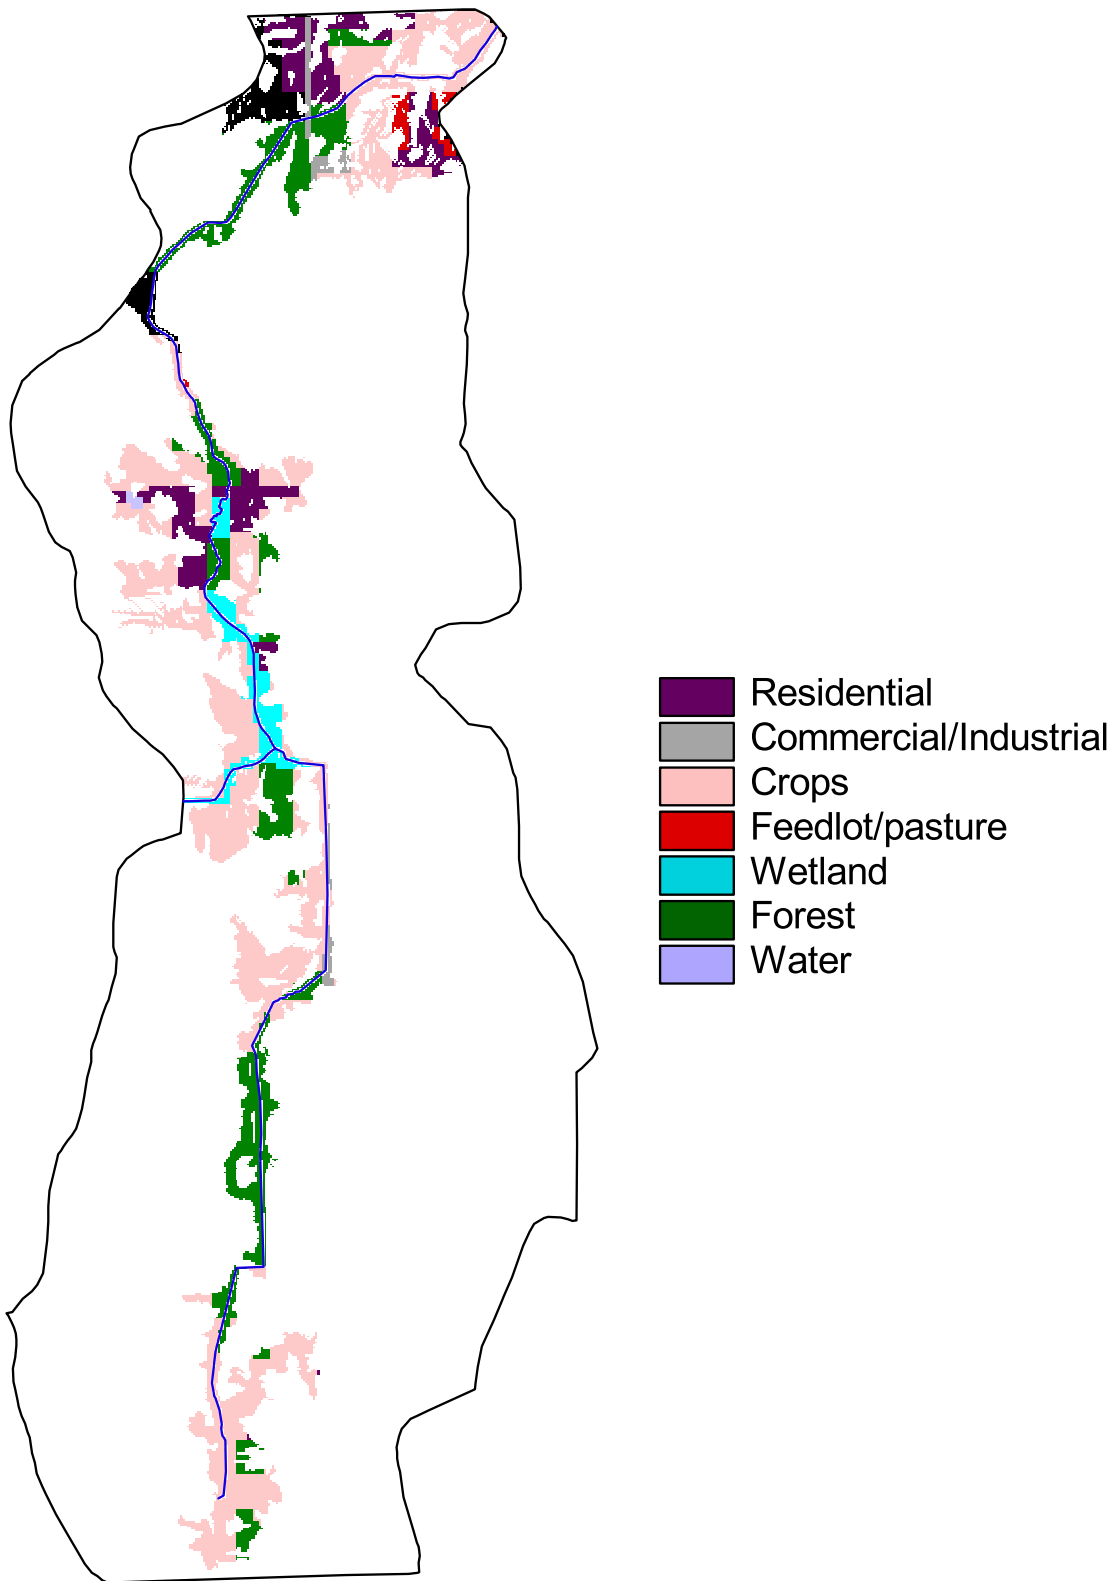 Residential
Commercial/Industrial
Crops
Feedlot/pasture
Wetland
Forest
Water